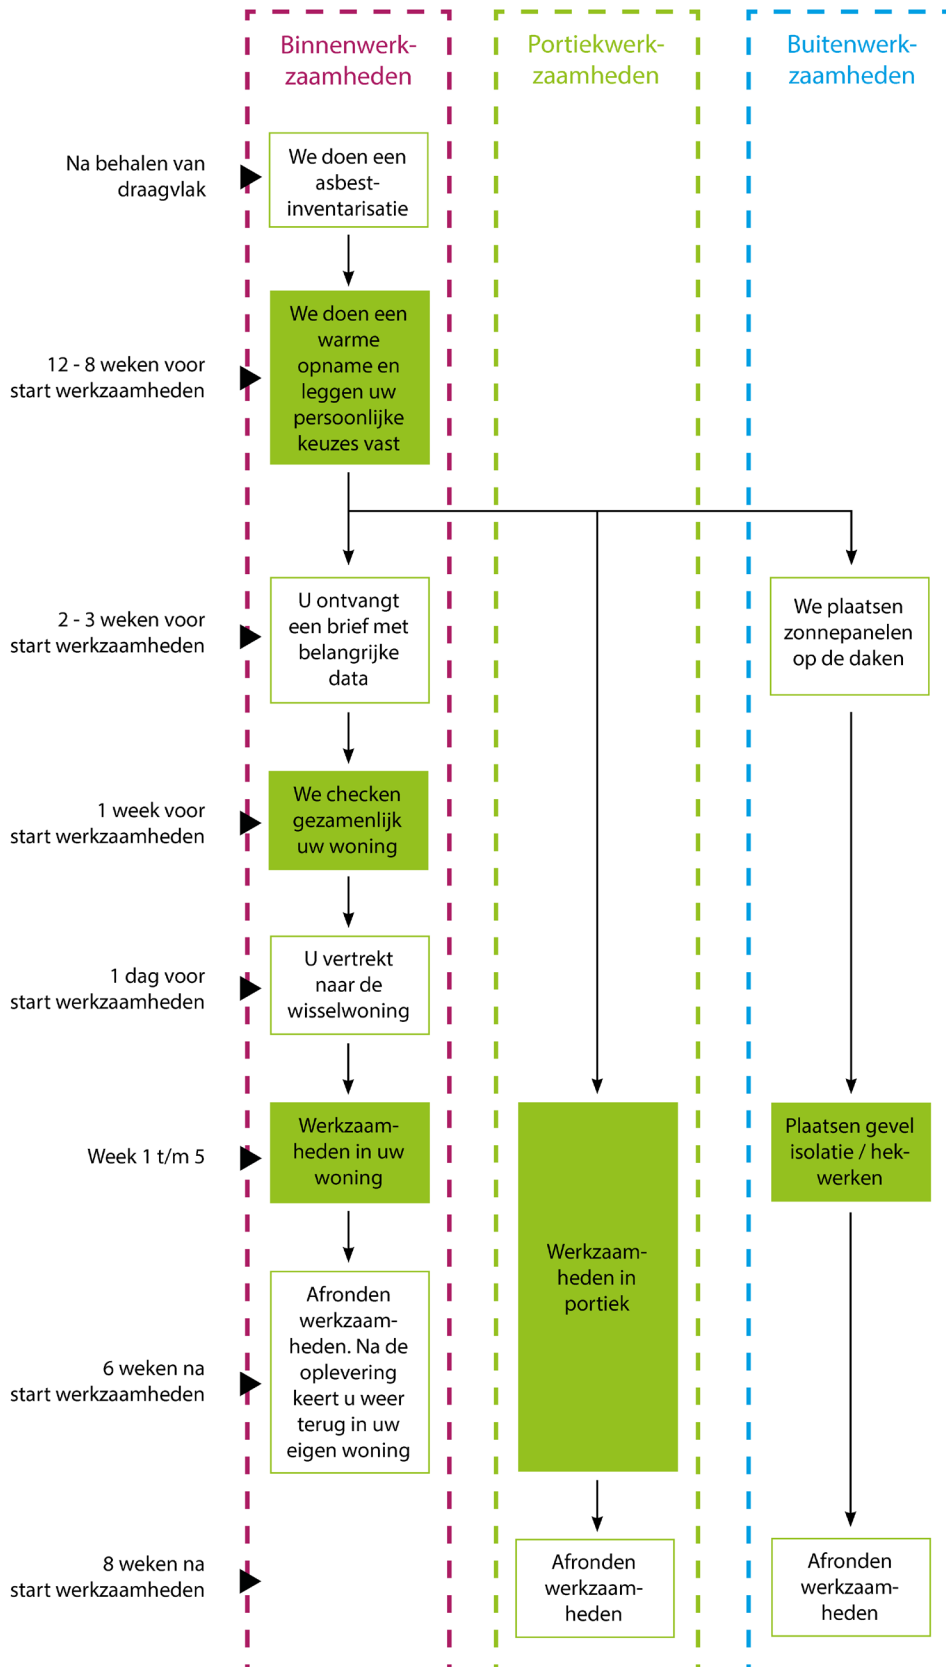 Binnenwerk-
zaamheden
Portiekwerk-
zaamheden
Buitenwerk-
zaamheden
Na behalen van
draagvlak
We doen een
asbest-
inventarisatie
12 - 8 weken voor
start werkzaamheden
We doen een
warme
opname en
leggen uw
persoonlijke
keuzes vast
2 - 3 weken voor
start werkzaamheden
U ontvangt
een brief met
belangrijke
data
We plaatsen
zonnepanelen
op de daken
1 week voor
start werkzaamheden
We checken
gezamenlijk
uw woning
1 dag voor
start werkzaamheden
U vertrekt
naar de
wisselwoning
Week 1 t/m 5
Werkzaam-
heden in uw
woning
Werkzaam-
heden in
portiek
Plaatsen gevel
isolatie / hek-
werken
6 weken na
start werkzaamheden
Afronden
werkzaam-
heden. Na de
oplevering
keert u weer
terug in uw
eigen woning
8 weken na
start werkzaamheden
Afronden
werkzaam-
heden
Afronden
werkzaam-
heden